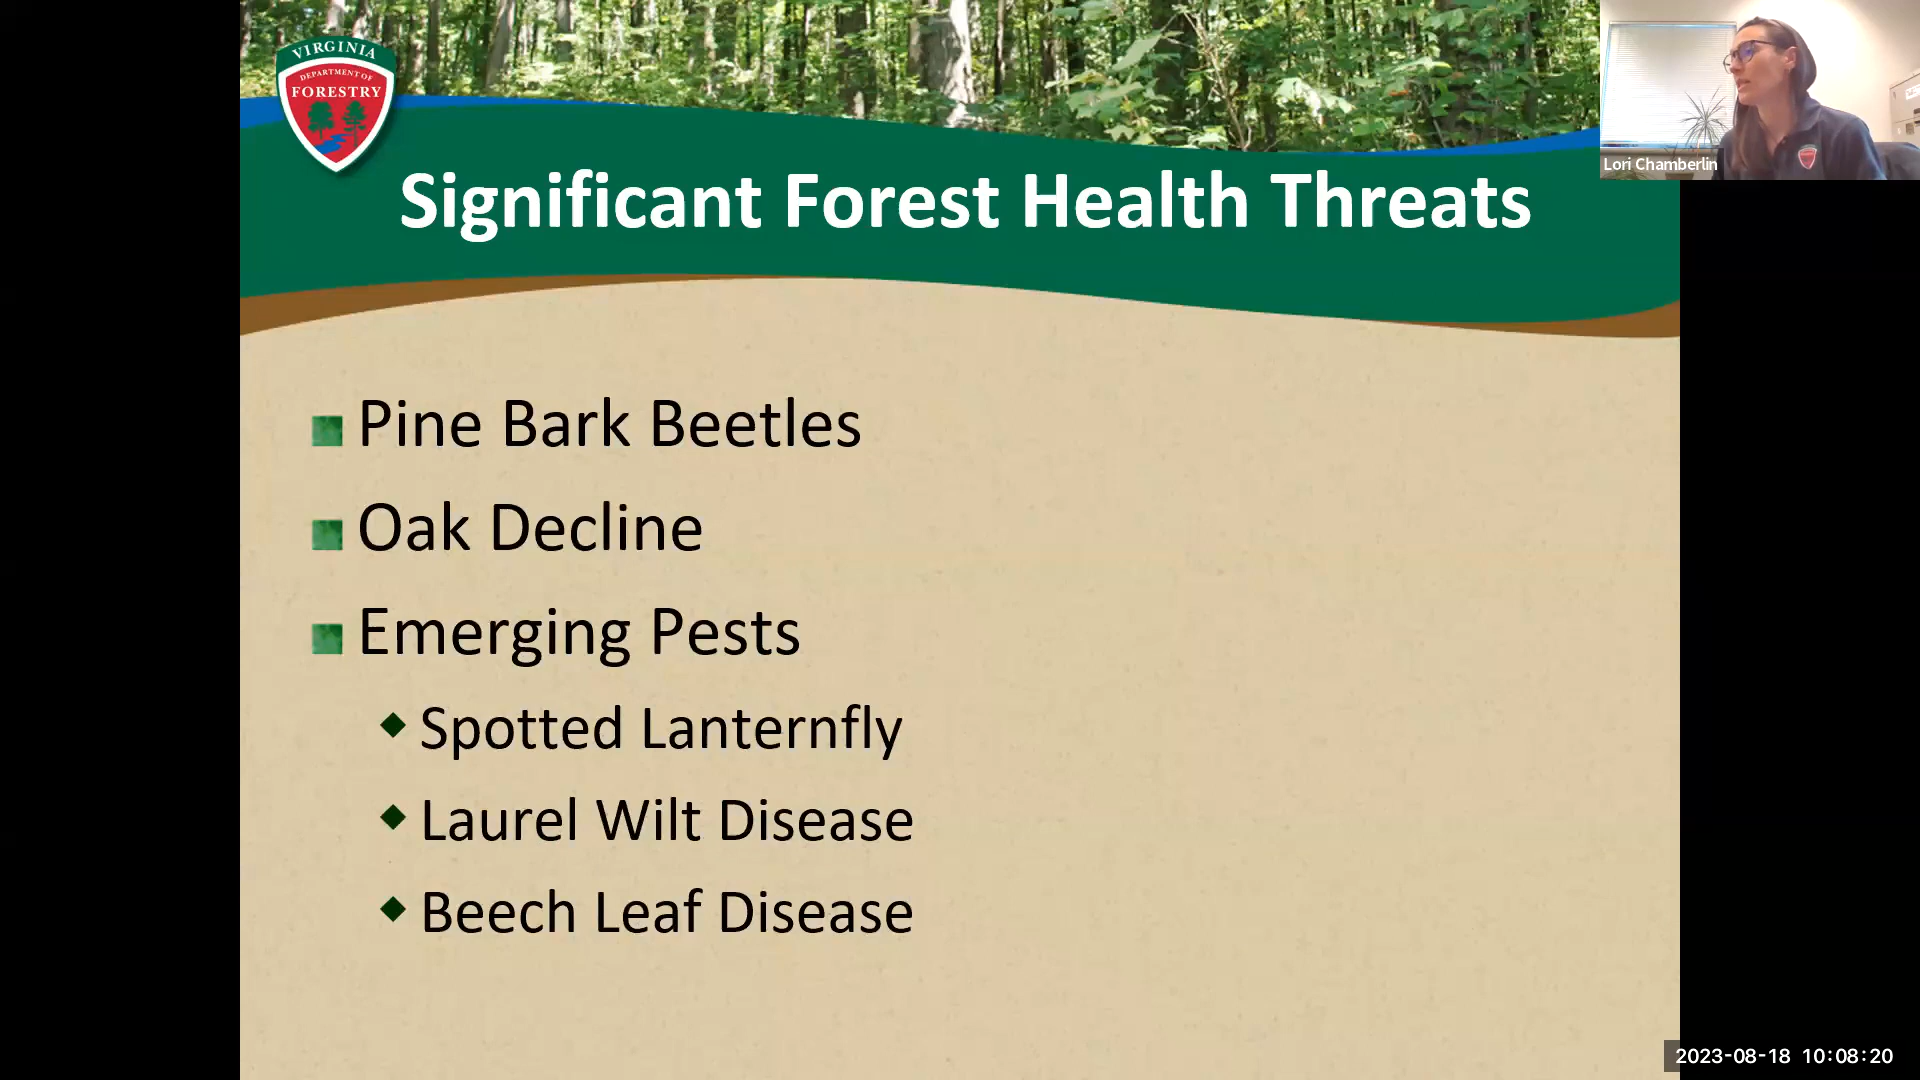 VIRGINIA
DEPARTMENT OF
FORESTRY
Lori Chamberlin
Significant Forest Health Threats
Pine Bark Beetles
Oak Decline
Emerging Pests
Spotted Lanternfly
Laurel Wilt Disease
Beech Leaf Disease
2023-08-18 10:08:20